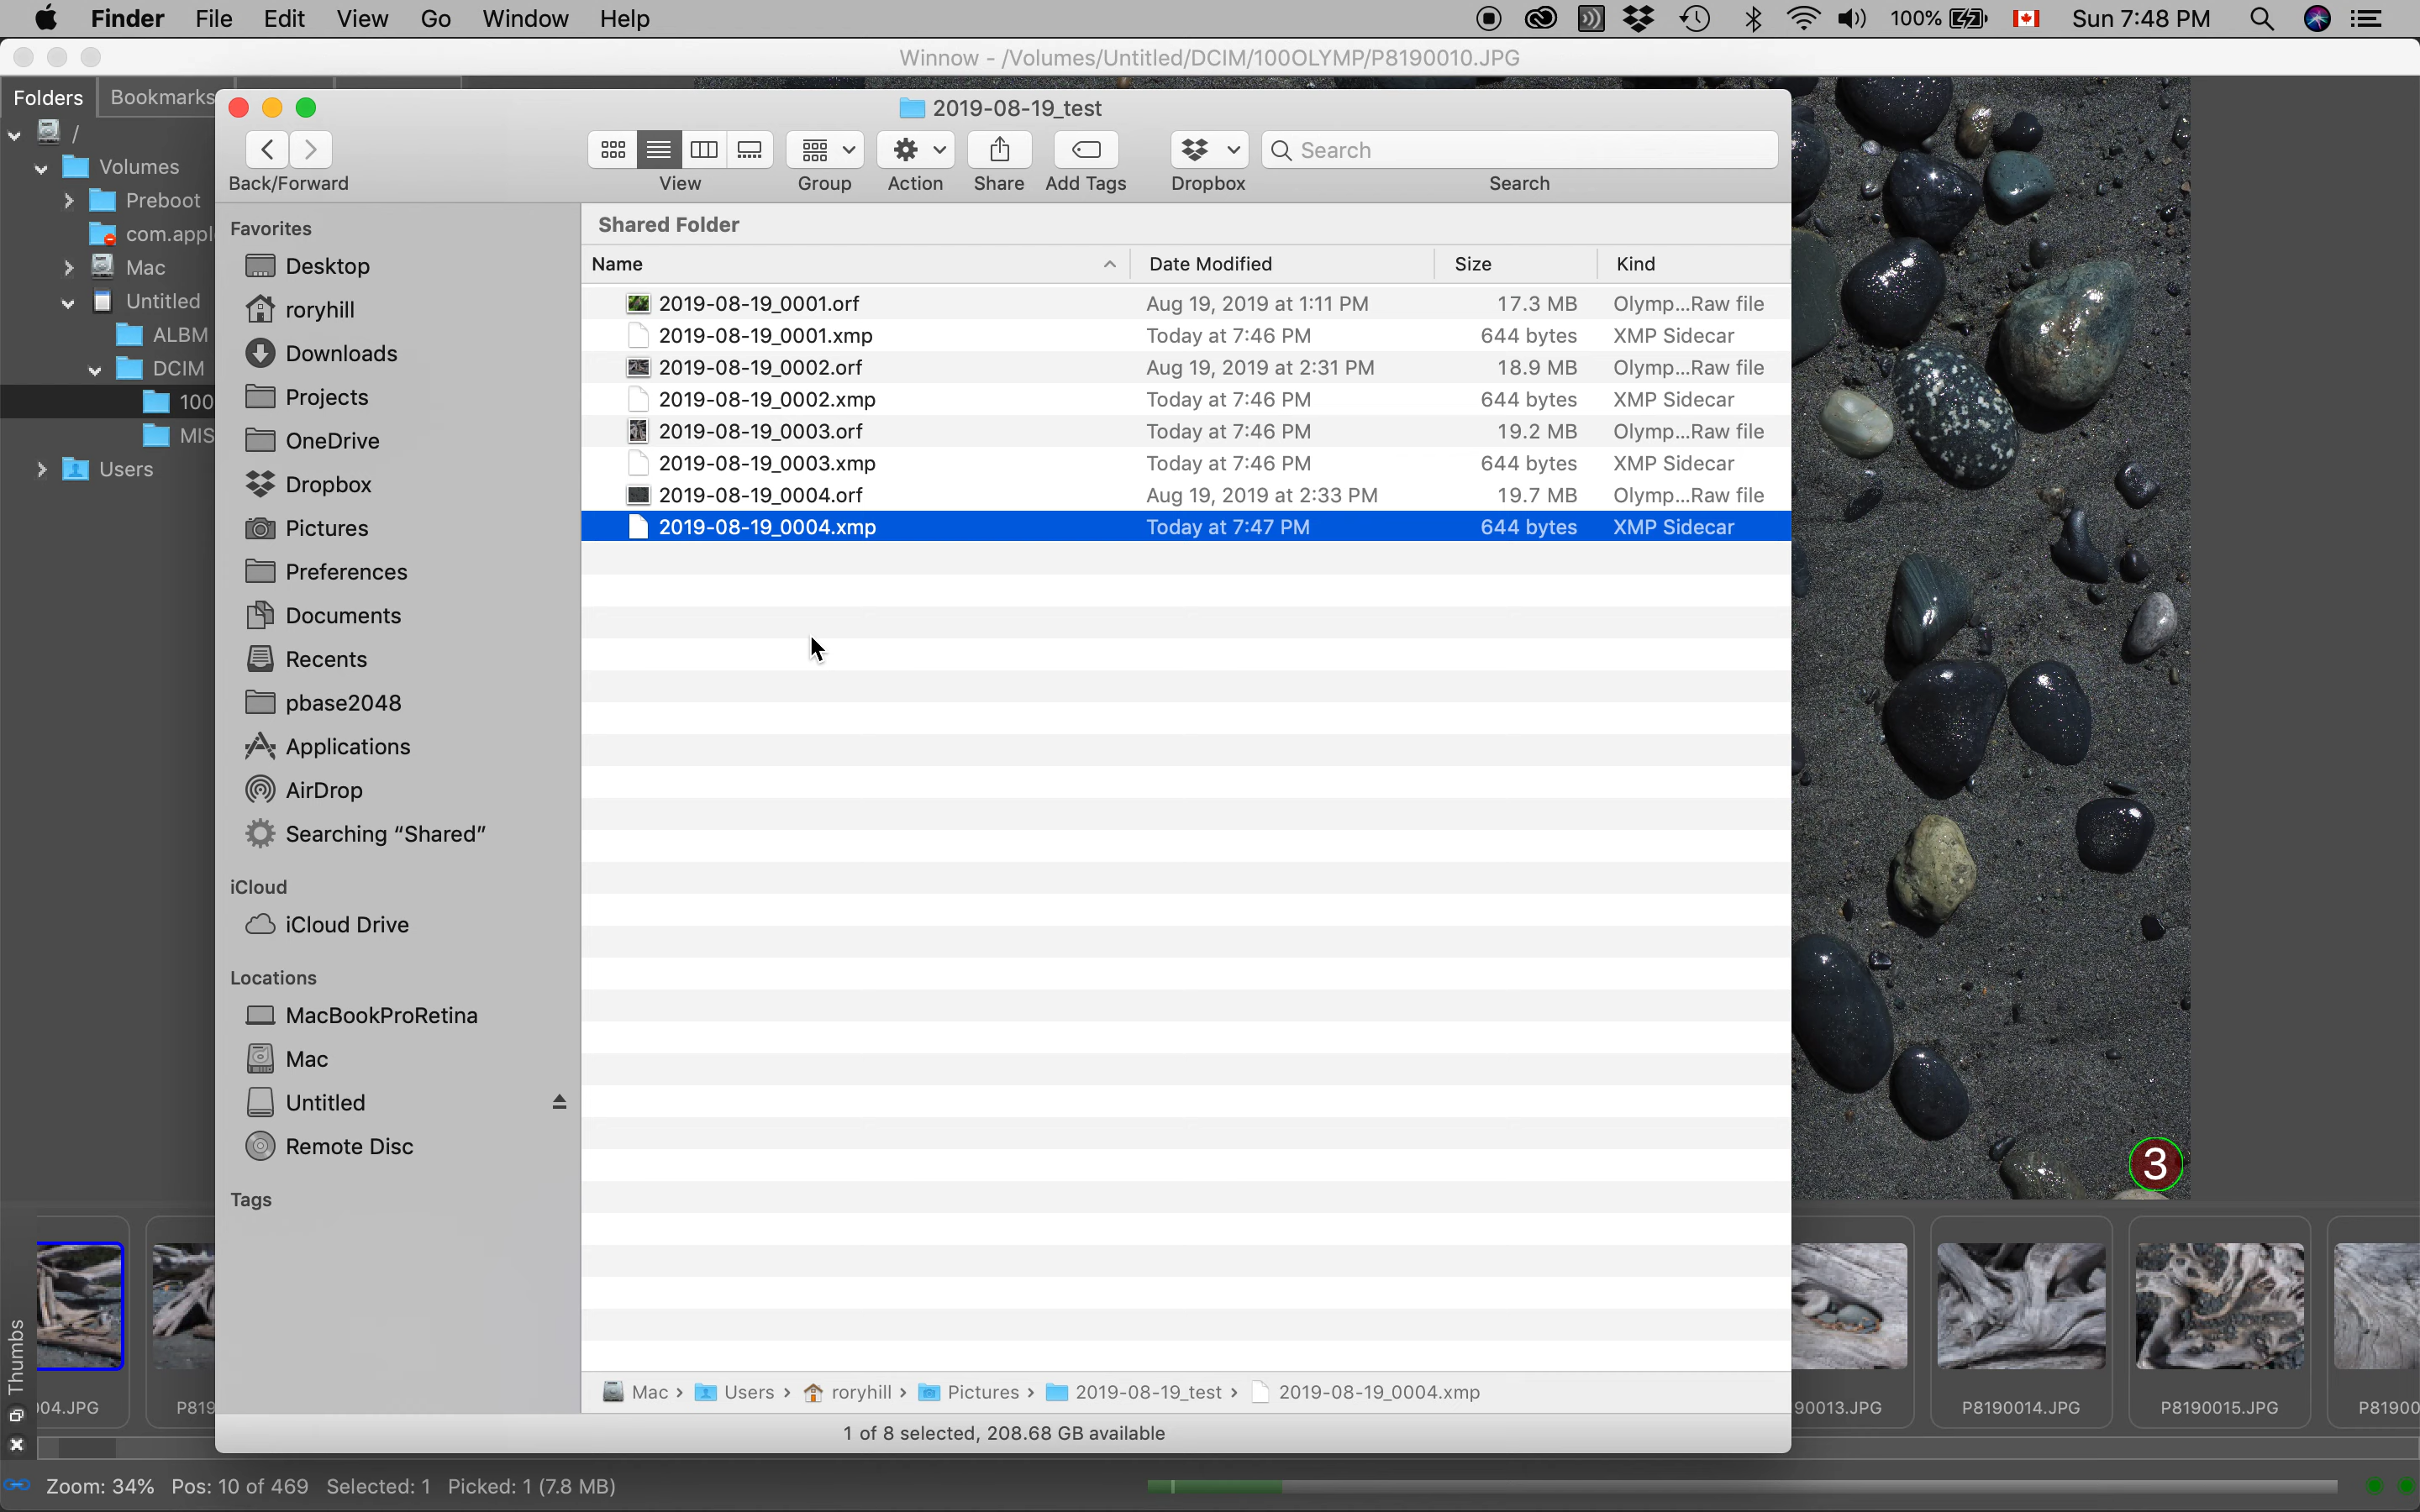 Finder File Edit View Go Window Help 100% Sun 7:48 PM
Winnow - /Volumes/Untitled/DCIM/100OLYMP/P8190010.JPG
Folders Bookmarks
/
Volumes
Preboot
com.appl
Mac
Untitled
ALBM
DCIM
100
MIS
Users
2019-08-19_test
Search
Back/Forward View Group Action Share Add Tags Dropbox Search
Favorites
Desktop
roryhill
Downloads
Projects
OneDrive
Dropbox
Pictures
Preferences
Documents
Recents
pbase2048
Applications
AirDrop
Searching “Shared”
iCloud
iCloud Drive
Locations
MacBookProRetina
Mac
Untitled
Remote Disc
Tags
Shared Folder
Name Date Modified Size Kind
2019-08-19_0001.orf Aug 19, 2019 at 1:11 PM 17.3 MB Olymp...Raw file
2019-08-19_0001.xmp Today at 7:46 PM 644 bytes XMP Sidecar
2019-08-19_0002.orf Aug 19, 2019 at 2:31 PM 18.9 MB Olymp...Raw file
2019-08-19_0002.xmp Today at 7:46 PM 644 bytes XMP Sidecar
2019-08-19_0003.orf Today at 7:46 PM 19.2 MB Olymp...Raw file
2019-08-19_0003.xmp Today at 7:46 PM 644 bytes XMP Sidecar
2019-08-19_0004.orf Aug 19, 2019 at 2:33 PM 19.7 MB Olymp...Raw file
2019-08-19_0004.xmp Today at 7:47 PM 644 bytes XMP Sidecar
Mac › Users › roryhill › Pictures › 2019-08-19_test › 2019-08-19_0004.xmp
1 of 8 selected, 208.68 GB available
3
Thumbs
04.JPG P819 90013.JPG P8190014.JPG P8190015.JPG P81900
Zoom: 34% Pos: 10 of 469 Selected: 1 Picked: 1 (7.8 MB)